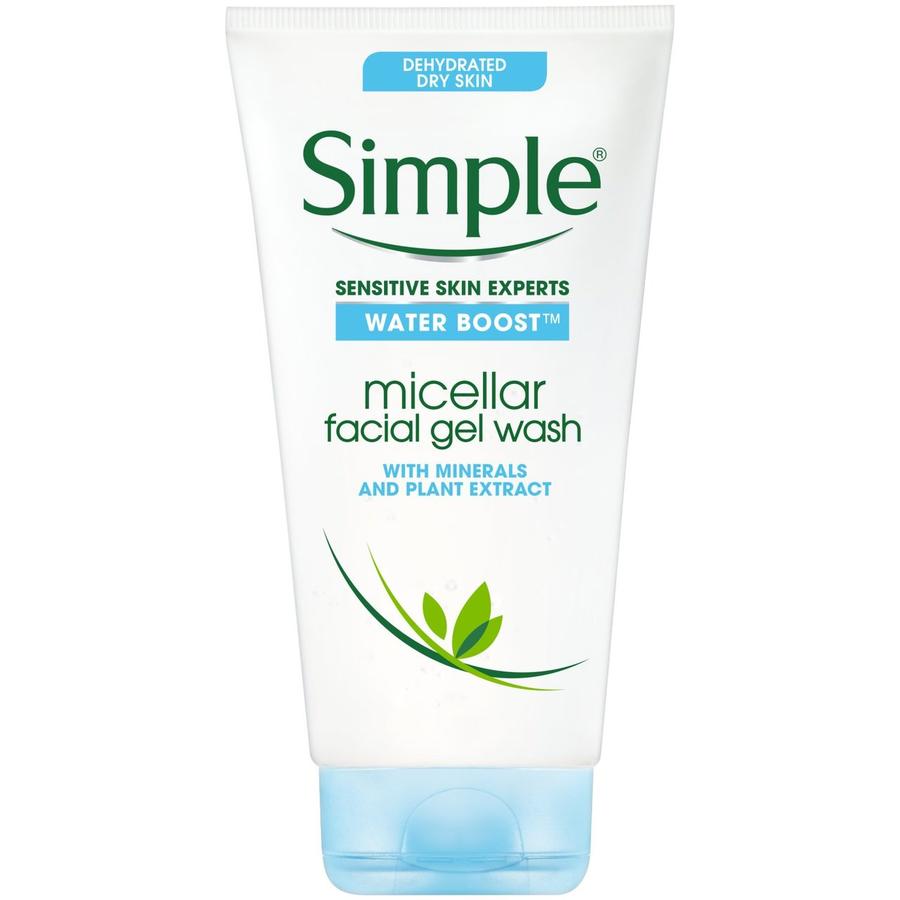 DEHYDRATED
DRY SKIN
Simple®
SENSITIVE SKIN EXPERTS
WATER BOOST™
micellar
facial gel wash
WITH MINERALS
AND PLANT EXTRACT